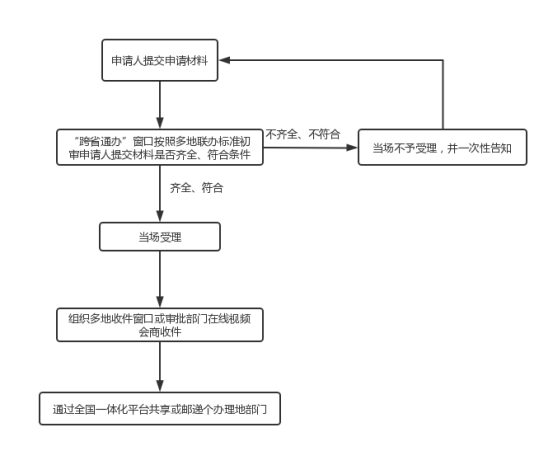 申请人提交申请材料
“跨省通办”窗口按照多地联办标准初
审申请人提交材料是否齐全、符合条件
不齐全、不符合
当场不予受理，并一次性告知
齐全、符合
当场受理
组织多地收件窗口或审批部门在线视频
会商收件
通过全国一体化平台共享或邮递个办理地部门